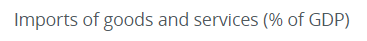 Imports of goods and services (% of GDP)